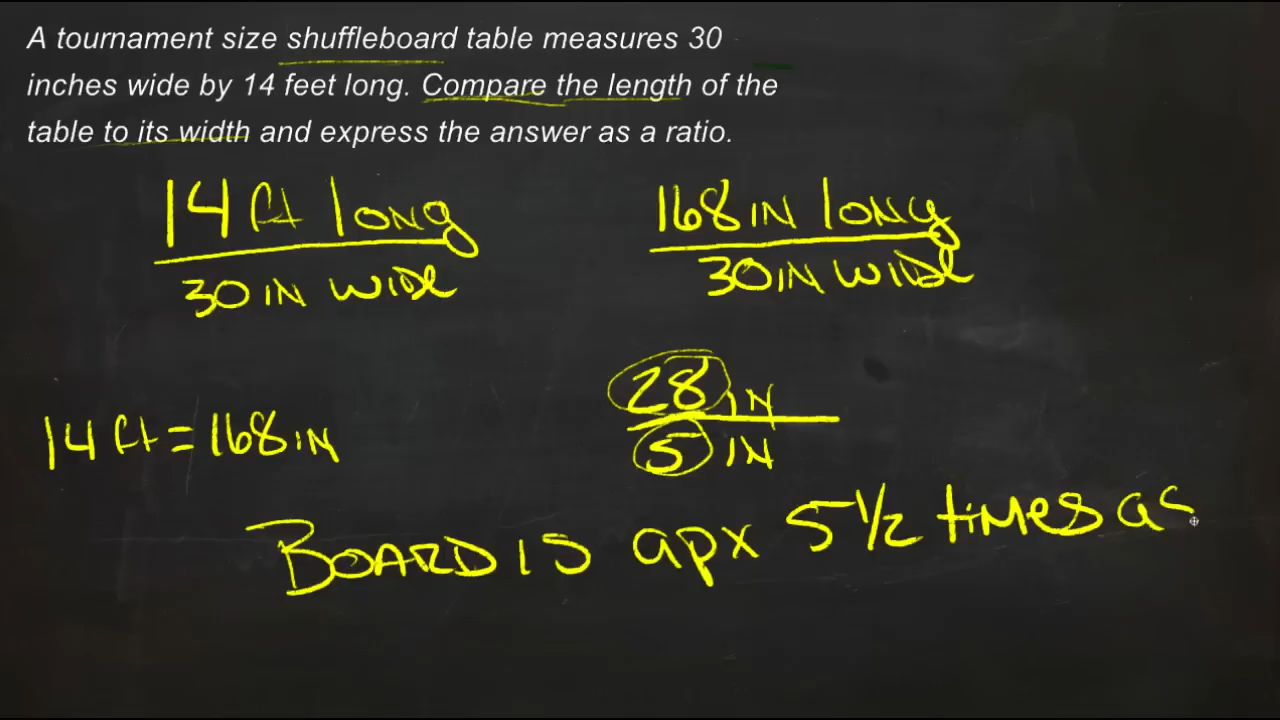 A tournament size shuffleboard table measures 30
inches wide by 14 feet long. Compare the length of the
table to its width and express the answer as a ratio.
14 ft long
30 IN WIDE
168 IN LONG
30 IN WIDE
28 IN
5 IN
14 ft = 168 IN
BOARD IS apx 5 1/2 times as